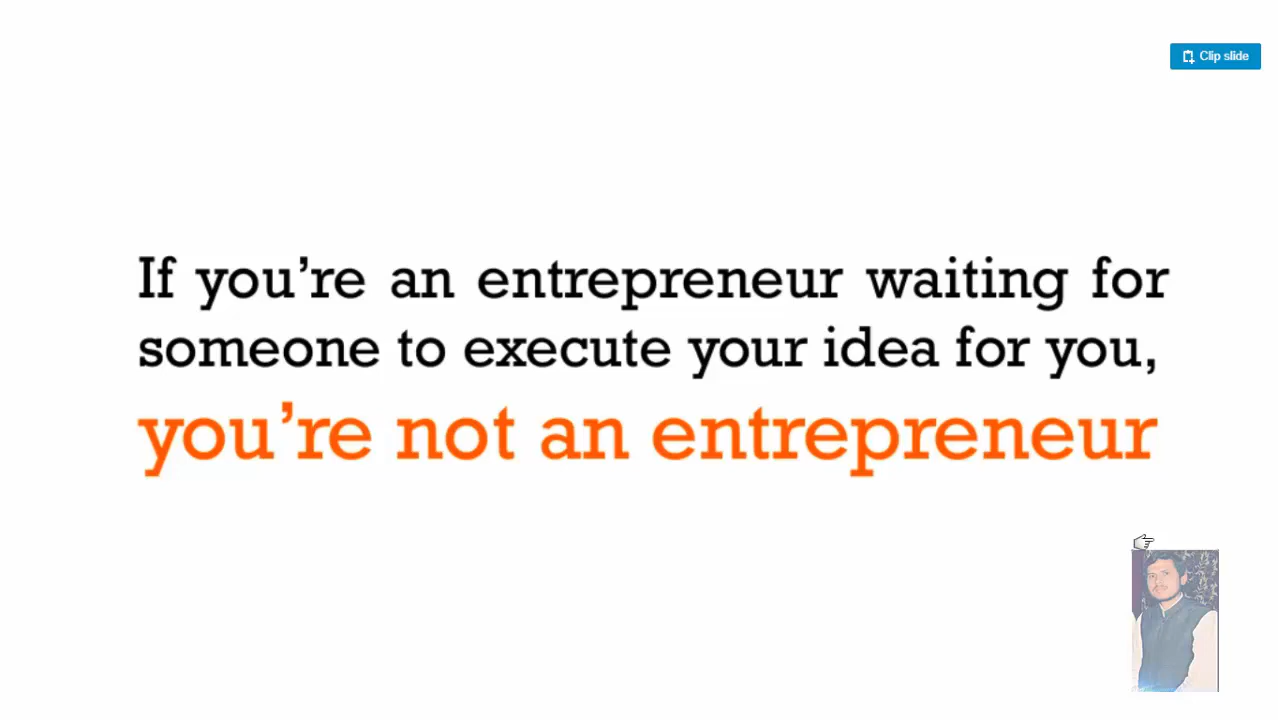 Clip slide
If you’re an entrepreneur waiting for
someone to execute your idea for you,
you’re not an entrepreneur